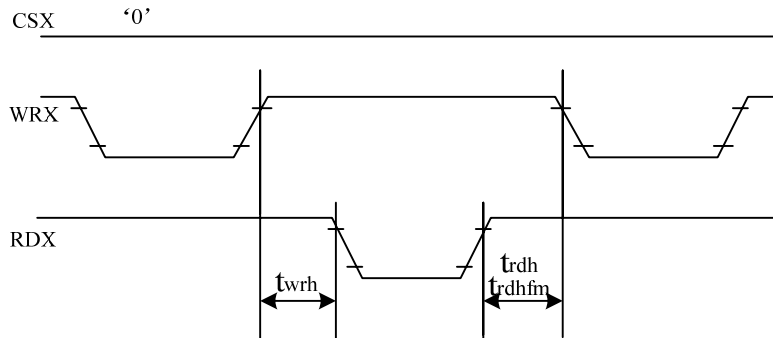 CSX ‘0’
WRX
RDX
twrh
trdh
trdhfm